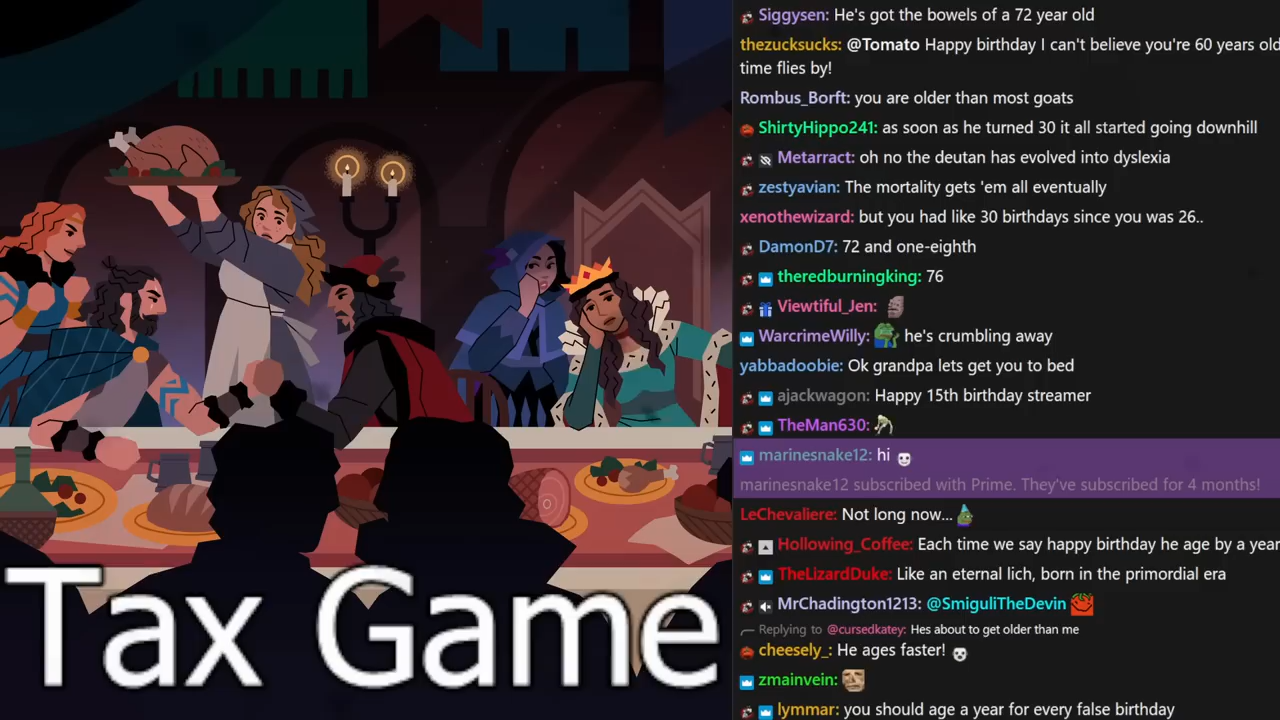 Siggysen: He's got the bowels of a 72 year old
thezucksucks: @Tomato Happy birthday I can't believe you're 60 years old
time flies by!
Rombus_Borft: you are older than most goats
ShirtyHippo241: as soon as he turned 30 it all started going downhill
Metarract: oh no the deutan has evolved into dyslexia
zestyavian: The mortality gets 'em all eventually
xenothewizard: but you had like 30 birthdays since you was 26..
DamonD7: 72 and one-eighth
theredburningking: 76
Viewtiful_Jen:
WarcrimeWilly: he's crumbling away
yabbadoobie: Ok grandpa lets get you to bed
ajackwagon: Happy 15th birthday streamer
TheMan630:
marinesnake12: hi
marinesnake12 subscribed with Prime. They've subscribed for 4 months!
LeChevaliere: Not long now...
Hollowing_Coffee: Each time we say happy birthday he age by a year
TheLizardDuke: Like an eternal lich, born in the primordial era
MrChadington1213: @SmiguliTheDevin
Replying to @cursedkatey: Hes about to get older than me
cheesely_: He ages faster!
zmainvein:
lymmar: you should age a year for every false birthday
Tax Game